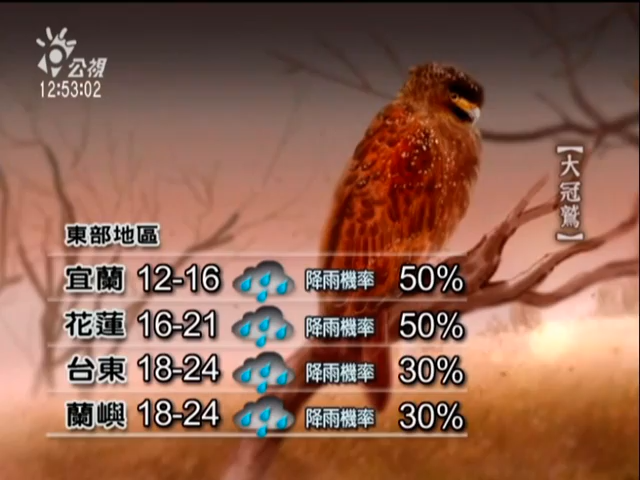 公視
12:53:02
【大冠鷲】
東部地區
宜蘭 12-16 降雨機率 50%
花蓮 16-21 降雨機率 50%
台東 18-24 降雨機率 30%
蘭嶼 18-24 降雨機率 30%